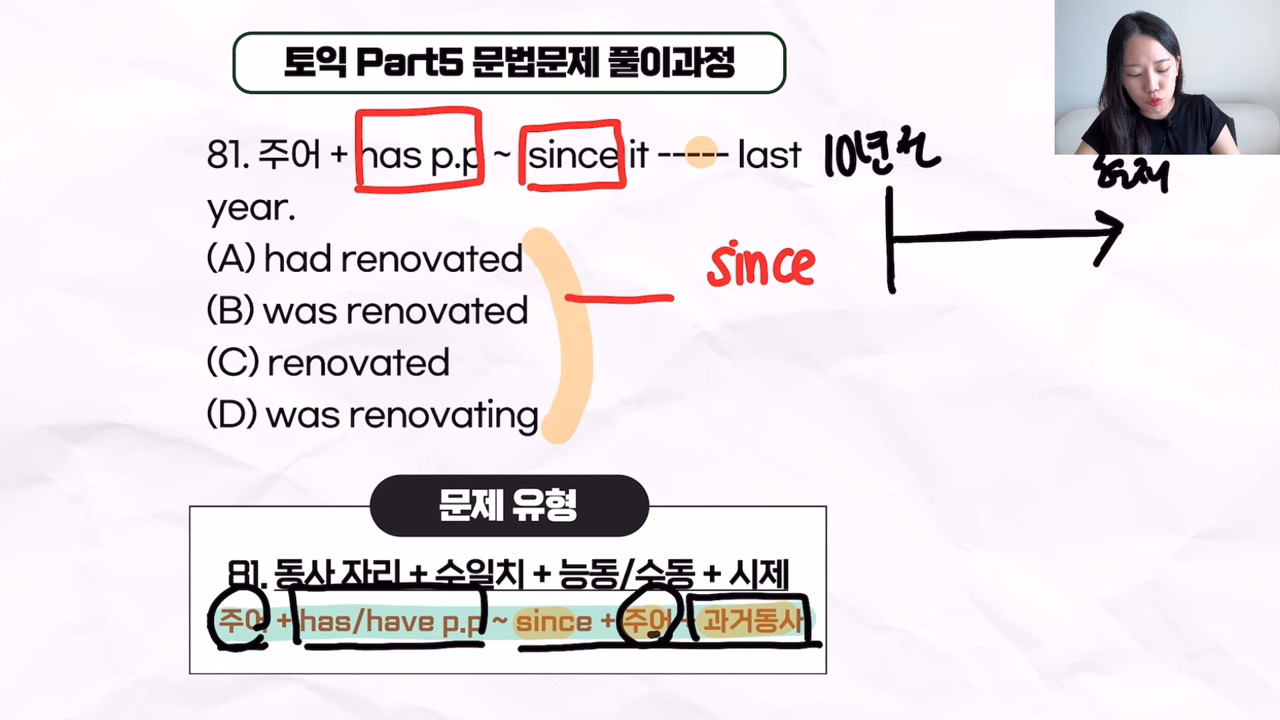 토익 Part5 문법문제 풀이과정
81. 주어 + has p.p ~ since it ----- last
year.
(A) had renovated
(B) was renovated
(C) renovated
(D) was renovating
since
10년전
현재
문제 유형
81. 동사 자리 + 수일치 + 능동/수동 + 시제
주어 + has/have p.p ~ since + 주어 + 과거동사